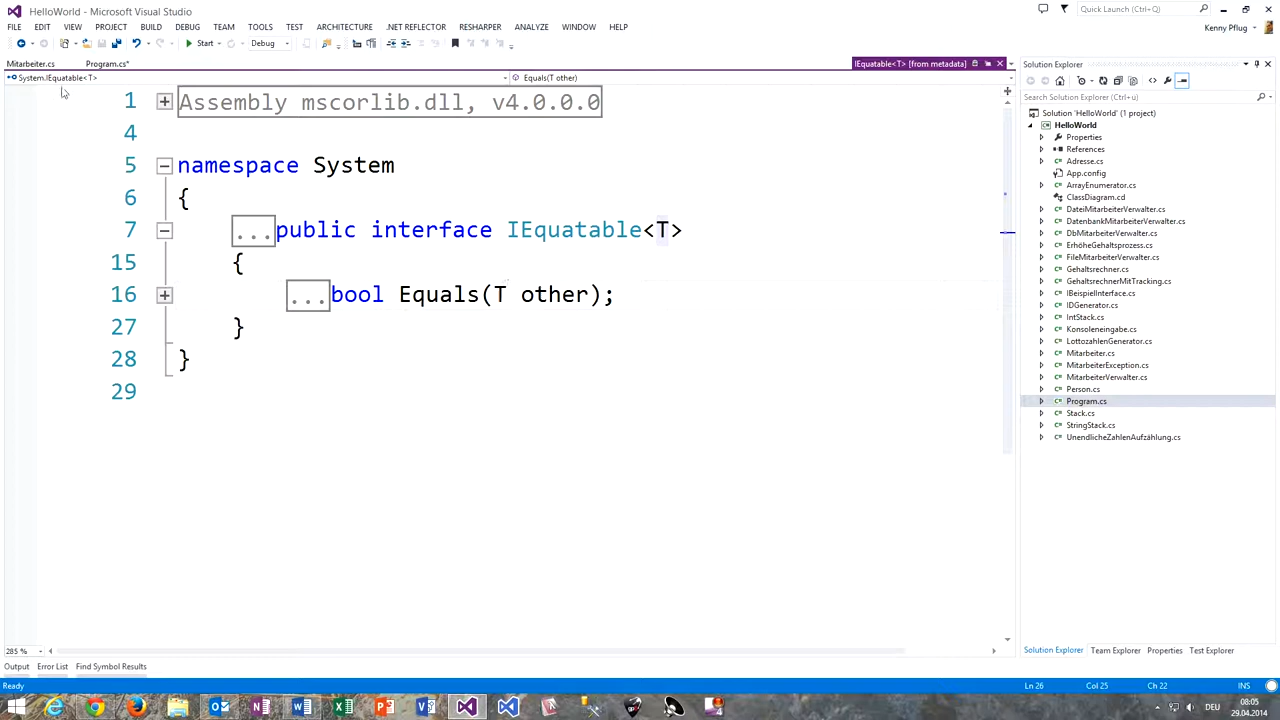 HelloWorld - Microsoft Visual Studio
Quick Launch (Ctrl+Q)
FILE EDIT VIEW PROJECT BUILD DEBUG TEAM TOOLS TEST ARCHITECTURE .NET REFLECTOR RESHARPER ANALYZE WINDOW HELP
Kenny Pflug
Start
Debug
Mitarbeiter.cs
Program.cs*
IEquatable<T> [from metadata]
System.IEquatable<T>
Equals(T other)
1 Assembly mscorlib.dll, v4.0.0.0
4
5 namespace System
6 {
7 ...public interface IEquatable<T>
15 {
16 ...bool Equals(T other);
27 }
28 }
29
285 %
Solution Explorer
Search Solution Explorer (Ctrl+ü)
Solution 'HelloWorld' (1 project)
HelloWorld
Properties
References
Adresse.cs
App.config
ArrayEnumerator.cs
ClassDiagram.cd
DateiMitarbeiterVerwalter.cs
DatenbankMitarbeiterVerwalter.cs
DbMitarbeiterVerwalter.cs
ErhöheGehaltsprozess.cs
FileMitarbeiterVerwalter.cs
Gehaltsrechner.cs
GehaltsrechnerMitTracking.cs
IBeispielInterface.cs
IDGenerator.cs
IntStack.cs
Konsoleneingabe.cs
LottozahlenGenerator.cs
Mitarbeiter.cs
MitarbeiterException.cs
MitarbeiterVerwalter.cs
Person.cs
Program.cs
Stack.cs
StringStack.cs
UnendlicheZahlenAufzählung.cs
Solution Explorer Team Explorer Properties Test Explorer
Output Error List Find Symbol Results
Ready
Ln 26 Col 25 Ch 22 INS
DEU
08:05
29.04.2014